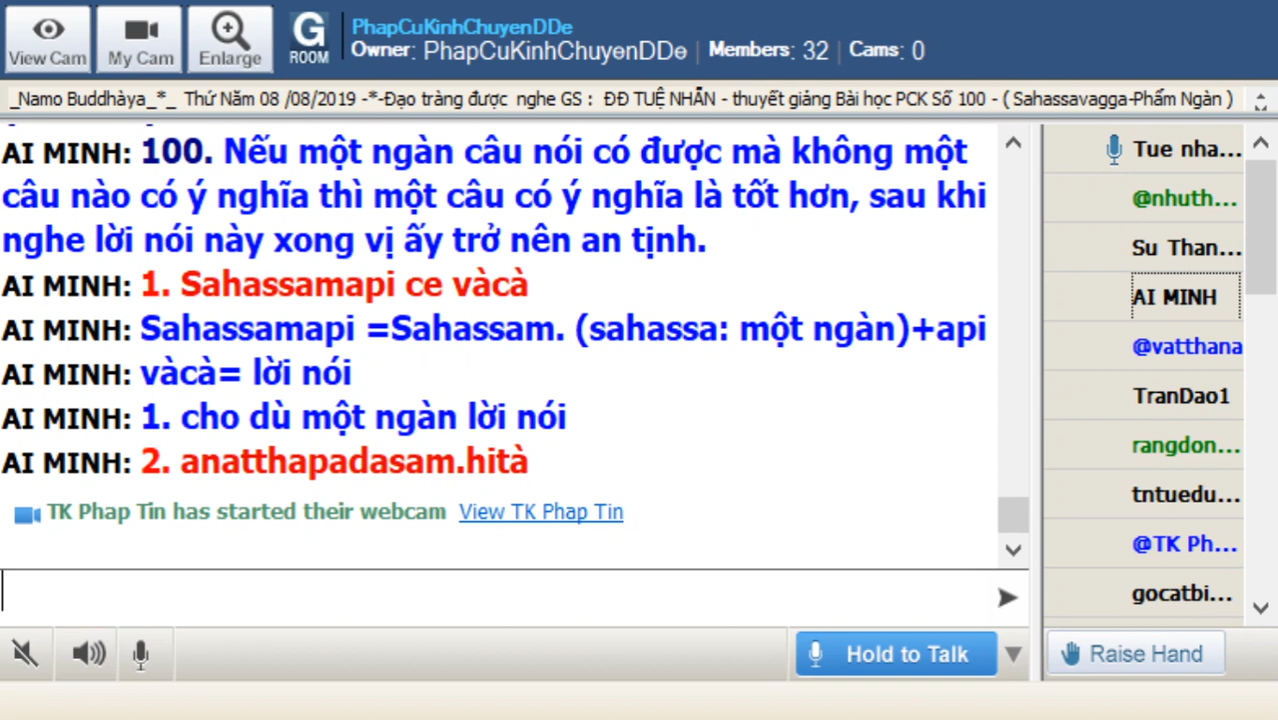 View Cam
My Cam
Enlarge
G
ROOM
PhapCuKinhChuyenDDe
Owner: PhapCuKinhChuyenDDe | Members: 32 | Cams: 0
_Namo Buddhàya_*_ Thứ Năm 08 /08/2019 -*-Đạo tràng được nghe GS : ĐĐ TUỆ NHẪN - thuyết giảng Bài học PCK Số 100 - ( Sahassavagga-Phẩm Ngàn )
AI MINH: 100. Nếu một ngàn câu nói có được mà không một
câu nào có ý nghĩa thì một câu có ý nghĩa là tốt hơn, sau khi
nghe lời nói này xong vị ấy trở nên an tịnh.
AI MINH: 1. Sahassamapi ce vàcà
AI MINH: Sahassamapi =Sahassam. (sahassa: một ngàn)+api
AI MINH: vàcà= lời nói
AI MINH: 1. cho dù một ngàn lời nói
AI MINH: 2. anatthapadasam.hità
TK Phap Tin has started their webcam View TK Phap Tin
Tue nha...
@nhuth...
Su Than...
AI MINH
@vatthana
TranDao1
rangdon...
tntuedu...
@TK Ph...
gocatbi...
Hold to Talk
Raise Hand